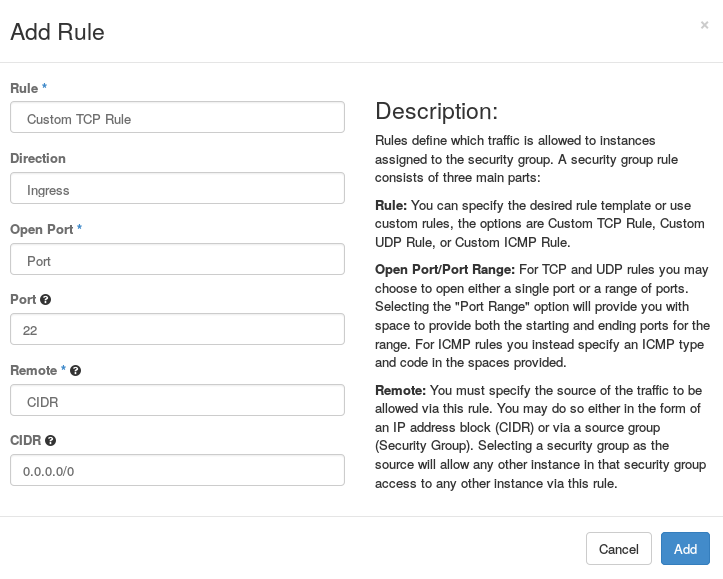 Add Rule
×
Rule *
Custom TCP Rule
Direction
Ingress
Open Port *
Port
Port ?
22
Remote * ?
CIDR
CIDR ?
0.0.0.0/0
Description:
Rules define which traffic is allowed to instances
assigned to the security group. A security group rule
consists of three main parts:
Rule: You can specify the desired rule template or use
custom rules, the options are Custom TCP Rule, Custom
UDP Rule, or Custom ICMP Rule.
Open Port/Port Range: For TCP and UDP rules you may
choose to open either a single port or a range of ports.
Selecting the "Port Range" option will provide you with
space to provide both the starting and ending ports for the
range. For ICMP rules you instead specify an ICMP type
and code in the spaces provided.
Remote: You must specify the source of the traffic to be
allowed via this rule. You may do so either in the form of
an IP address block (CIDR) or via a source group
(Security Group). Selecting a security group as the
source will allow any other instance in that security group
access to any other instance via this rule.
Cancel
Add